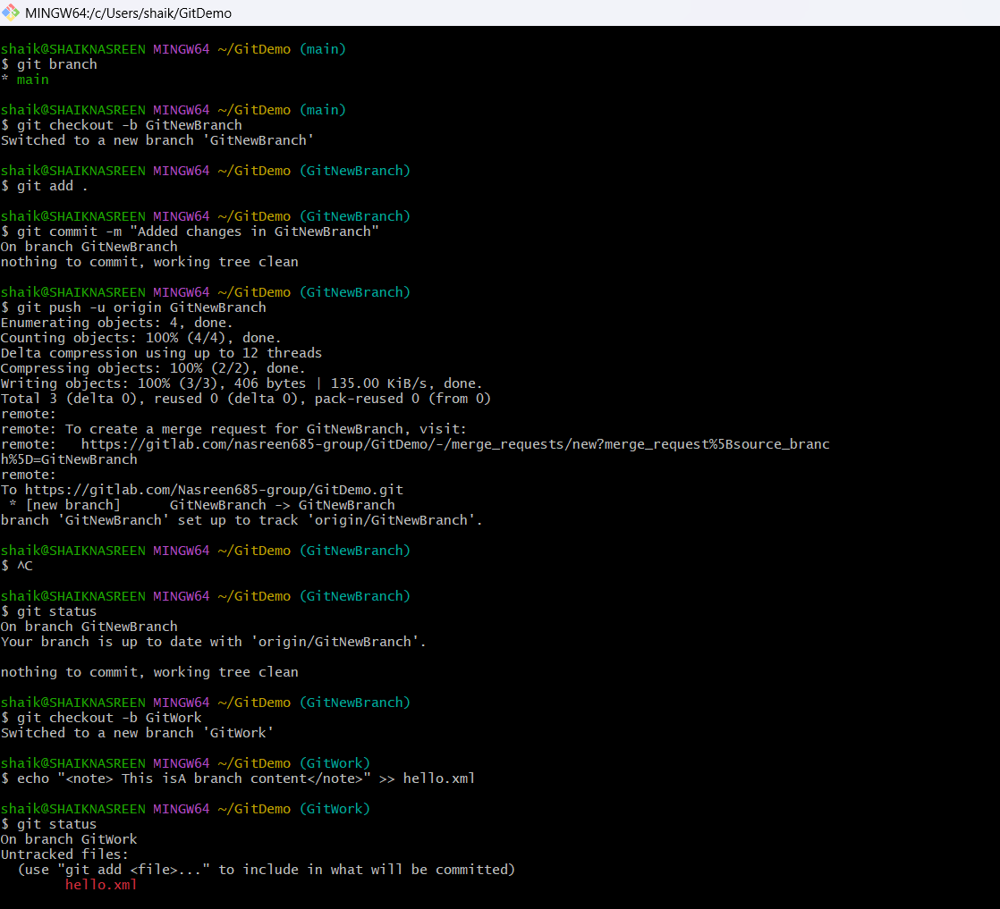 MINGW64:/c/Users/shaik/GitDemo
shaik@SHAIKNASREEN MINGW64 ~/GitDemo (main)
$ git branch
* main
shaik@SHAIKNASREEN MINGW64 ~/GitDemo (main)
$ git checkout -b GitNewBranch
Switched to a new branch 'GitNewBranch'
shaik@SHAIKNASREEN MINGW64 ~/GitDemo (GitNewBranch)
$ git add .
shaik@SHAIKNASREEN MINGW64 ~/GitDemo (GitNewBranch)
$ git commit -m "Added changes in GitNewBranch"
On branch GitNewBranch
nothing to commit, working tree clean
shaik@SHAIKNASREEN MINGW64 ~/GitDemo (GitNewBranch)
$ git push -u origin GitNewBranch
Enumerating objects: 4, done.
Counting objects: 100% (4/4), done.
Delta compression using up to 12 threads
Compressing objects: 100% (2/2), done.
Writing objects: 100% (3/3), 406 bytes | 135.00 KiB/s, done.
Total 3 (delta 0), reused 0 (delta 0), pack-reused 0 (from 0)
remote:
remote: To create a merge request for GitNewBranch, visit:
remote:   https://gitlab.com/nasreen685-group/GitDemo/-/merge_requests/new?merge_request%5Bsource_branc
h%5D=GitNewBranch
remote:
To https://gitlab.com/Nasreen685-group/GitDemo.git
 * [new branch]      GitNewBranch -> GitNewBranch
branch 'GitNewBranch' set up to track 'origin/GitNewBranch'.
shaik@SHAIKNASREEN MINGW64 ~/GitDemo (GitNewBranch)
$ ^C
shaik@SHAIKNASREEN MINGW64 ~/GitDemo (GitNewBranch)
$ git status
On branch GitNewBranch
Your branch is up to date with 'origin/GitNewBranch'.
nothing to commit, working tree clean
shaik@SHAIKNASREEN MINGW64 ~/GitDemo (GitNewBranch)
$ git checkout -b GitWork
Switched to a new branch 'GitWork'
shaik@SHAIKNASREEN MINGW64 ~/GitDemo (GitWork)
$ echo "<note> This isA branch content</note>" >> hello.xml
shaik@SHAIKNASREEN MINGW64 ~/GitDemo (GitWork)
$ git status
On branch GitWork
Untracked files:
  (use "git add <file>..." to include in what will be committed)
        hello.xml